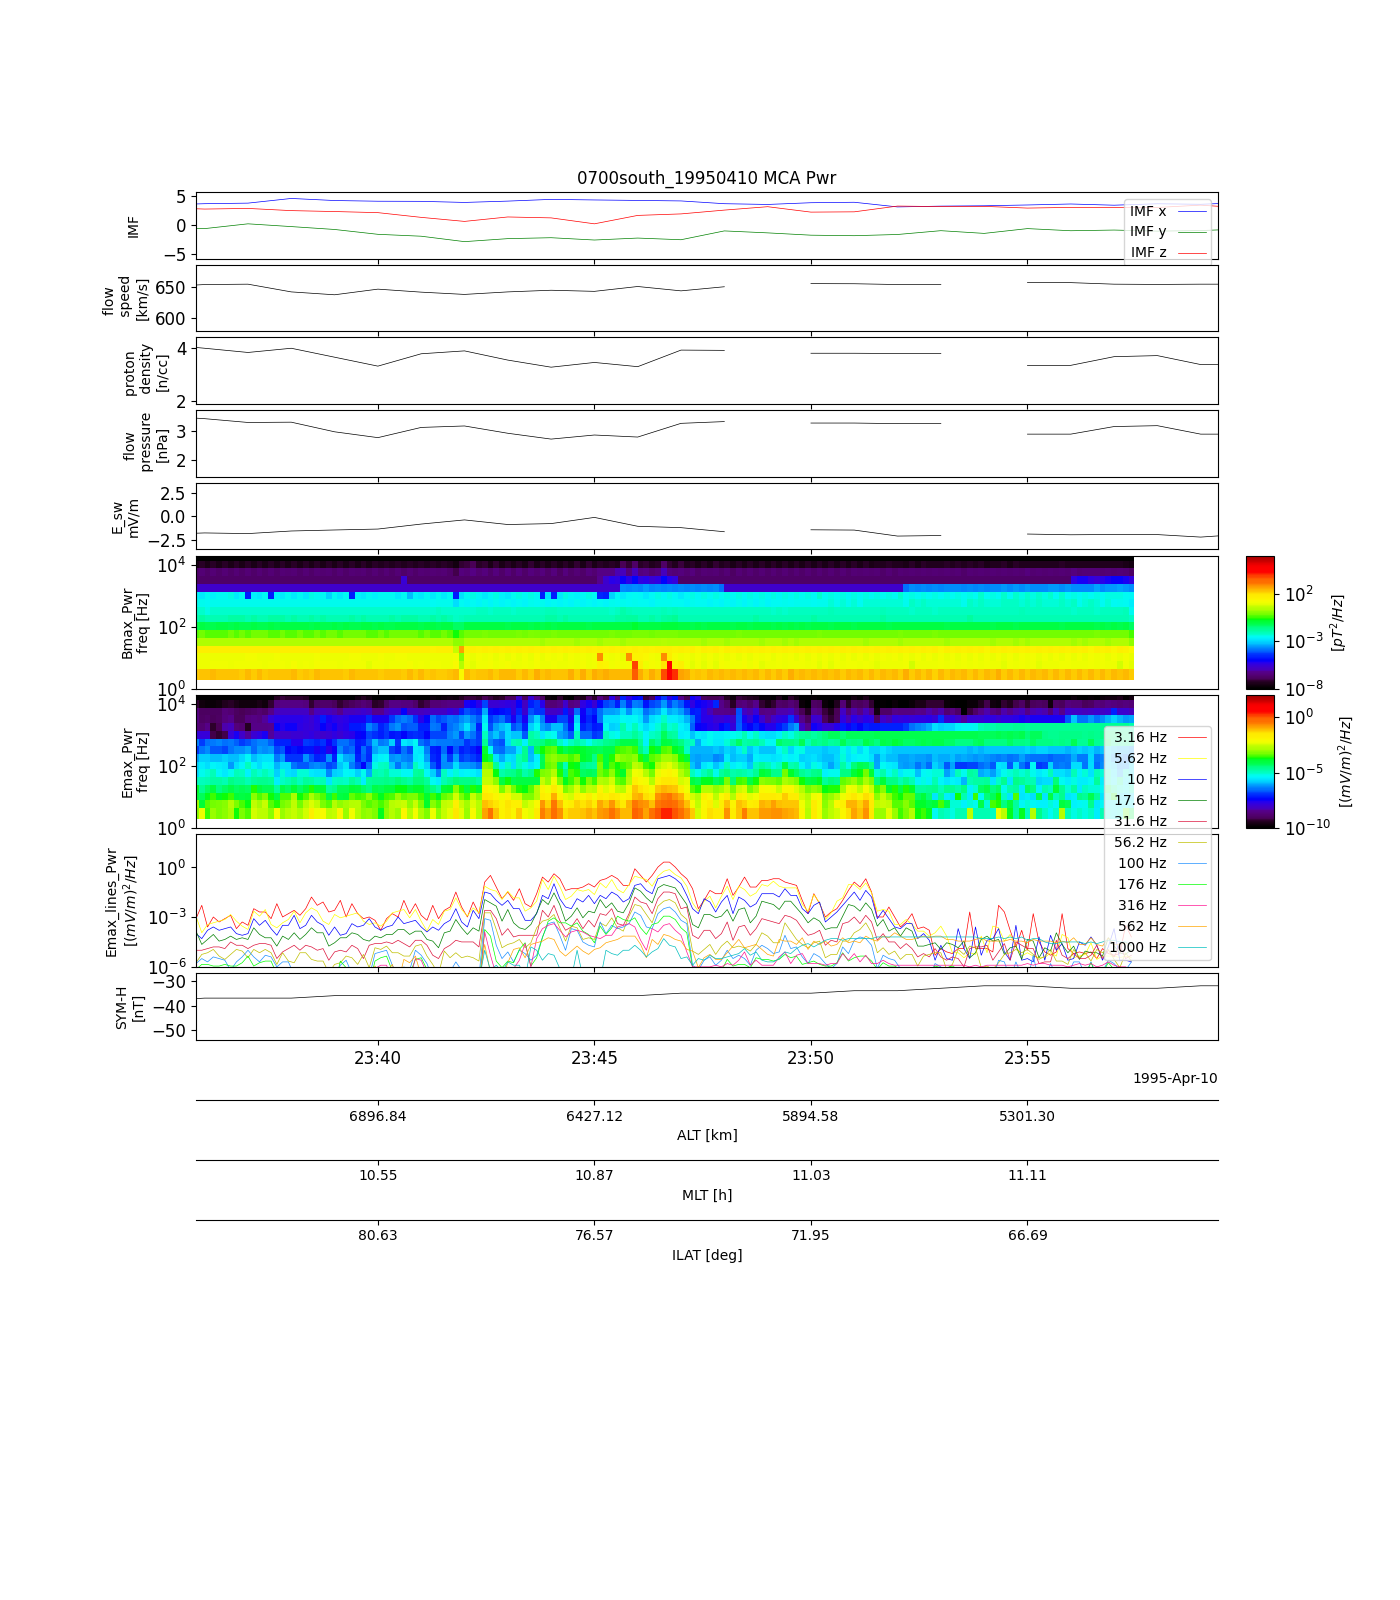 0700south_19950410 MCA Pwr
5
0
−5
IMF
IMF x
IMF y
IMF z
650
600
flow
speed
[km/s]
4
2
proton
density
[n/cc]
3
2
flow
pressure
[nPa]
2.5
0.0
−2.5
E_sw
mV/m
10^4
10^2
10^0
Bmax_Pwr
freq [Hz]
10^2
10^−3
10^−8
[pT^2/Hz]
10^4
10^2
10^0
Emax_Pwr
freq [Hz]
10^0
10^−5
10^−10
[(mV/m)^2/Hz]
3.16 Hz
5.62 Hz
10 Hz
17.6 Hz
31.6 Hz
56.2 Hz
100 Hz
176 Hz
316 Hz
562 Hz
1000 Hz
10^0
10^−3
10^−6
Emax_lines_Pwr
[(mV/m)^2/Hz]
−30
−40
−50
SYM-H
[nT]
23:40 23:45 23:50 23:55
1995-Apr-10
6896.84 6427.12 5894.58 5301.30
ALT [km]
10.55 10.87 11.03 11.11
MLT [h]
80.63 76.57 71.95 66.69
ILAT [deg]